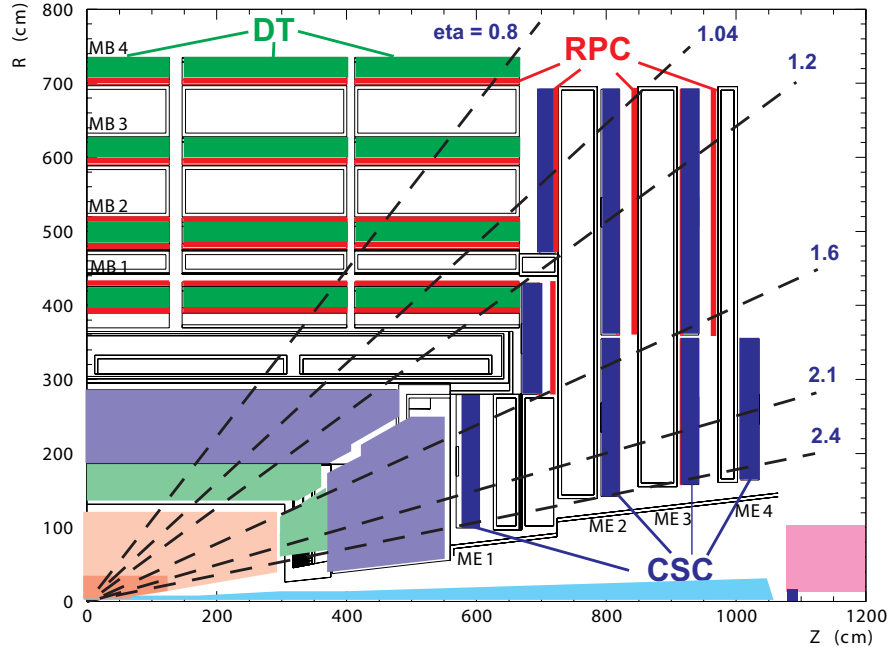 R (cm)
800
700
600
500
400
300
200
100
0
MB 4
MB 3
MB 2
MB 1
DT
eta = 0.8
1.04
1.2
RPC
1.6
2.1
2.4
ME 1
ME 2
ME 3
ME 4
CSC
0
200
400
600
800
1000
1200
Z (cm)